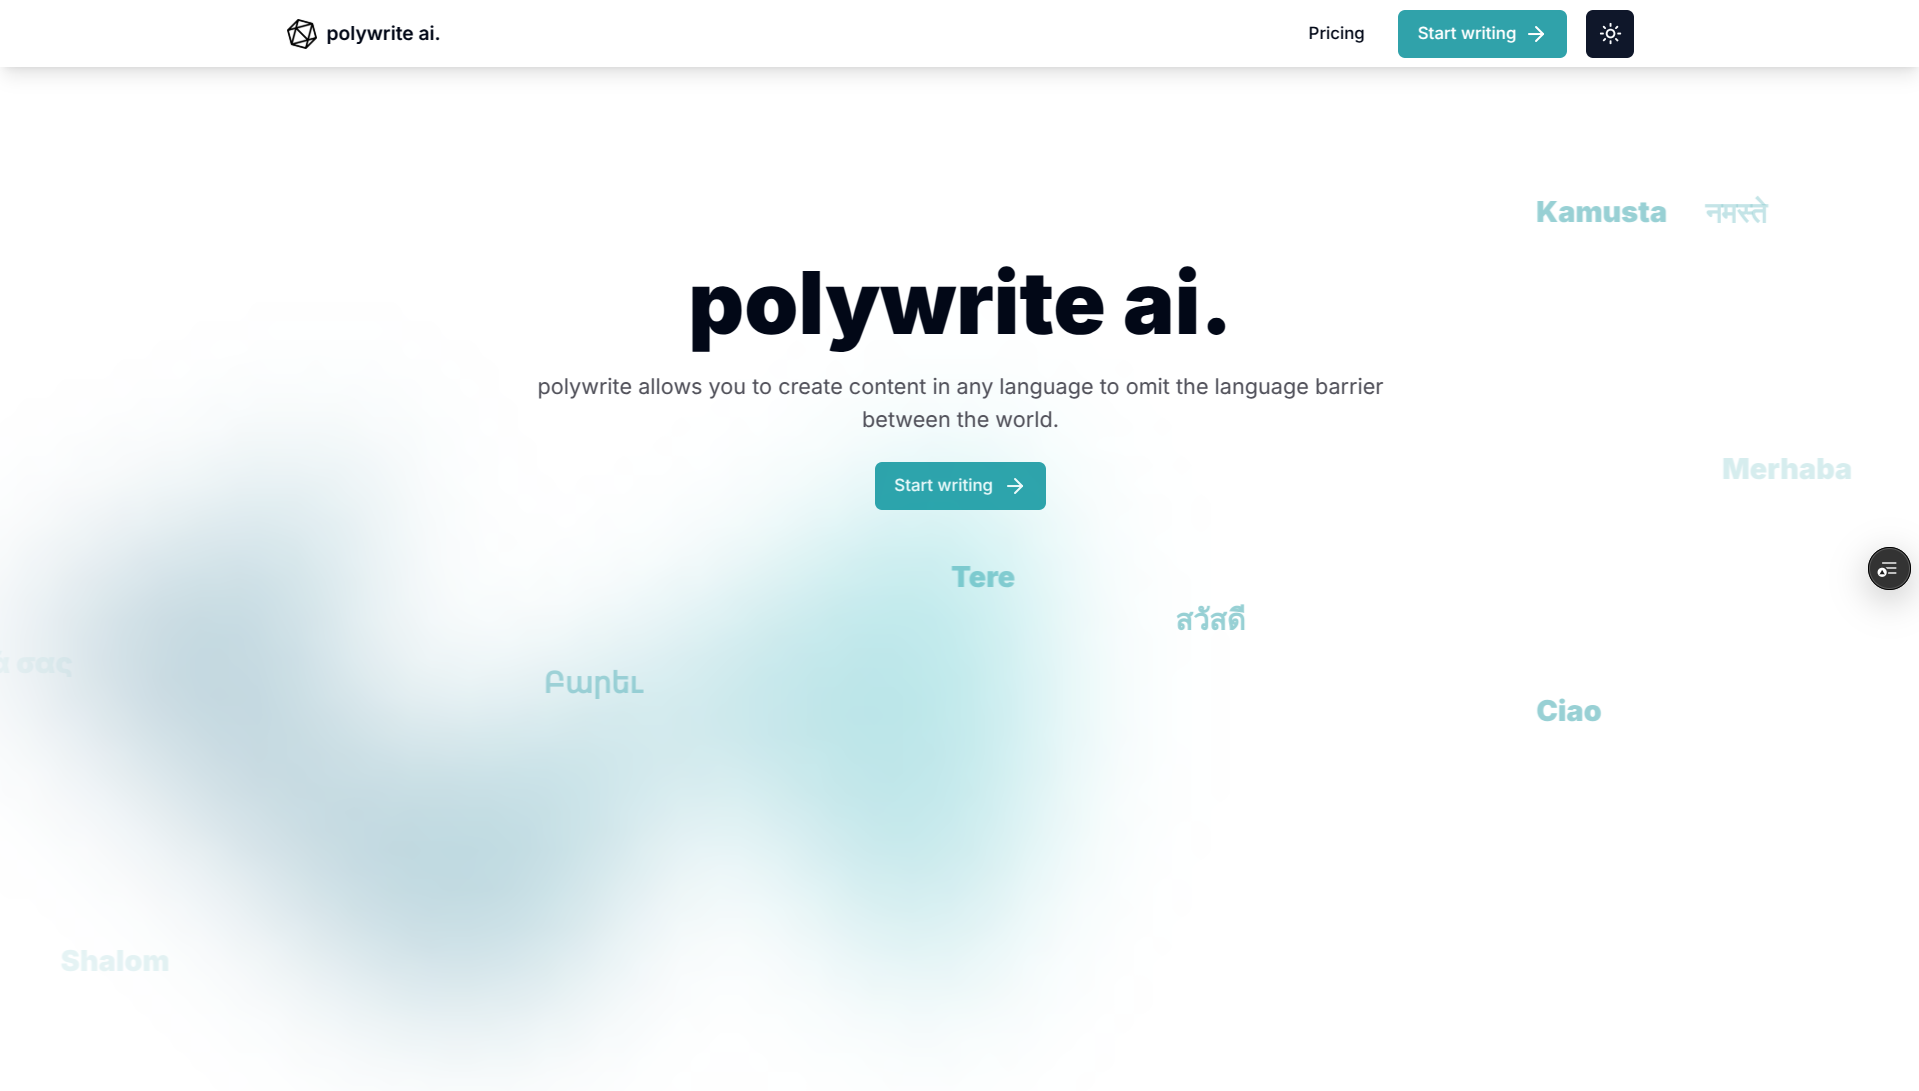 polywrite ai.
Pricing
Start writing
Kamusta
नमस्ते
polywrite ai.
polywrite allows you to create content in any language to omit the language barrier
between the world.
Merhaba
Start writing
Tere
สวัสดี
σας
Բարեւ
Ciao
Shalom